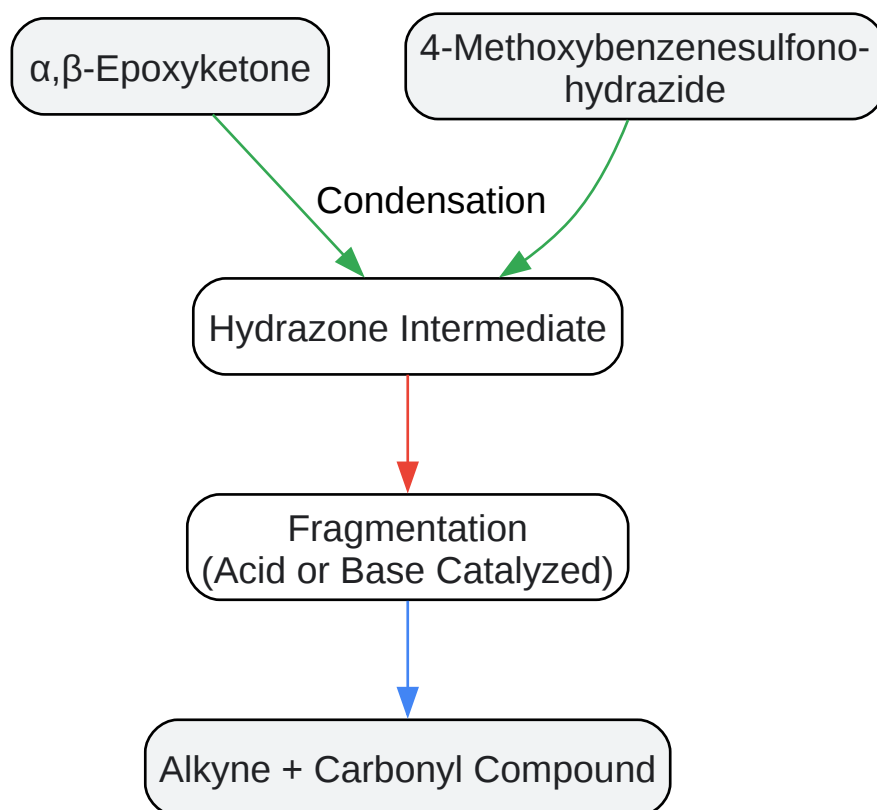 α,β-Epoxyketone
4-Methoxybenzenesulfono-
hydrazide
Condensation
Hydrazone Intermediate
Fragmentation
(Acid or Base Catalyzed)
Alkyne + Carbonyl Compound